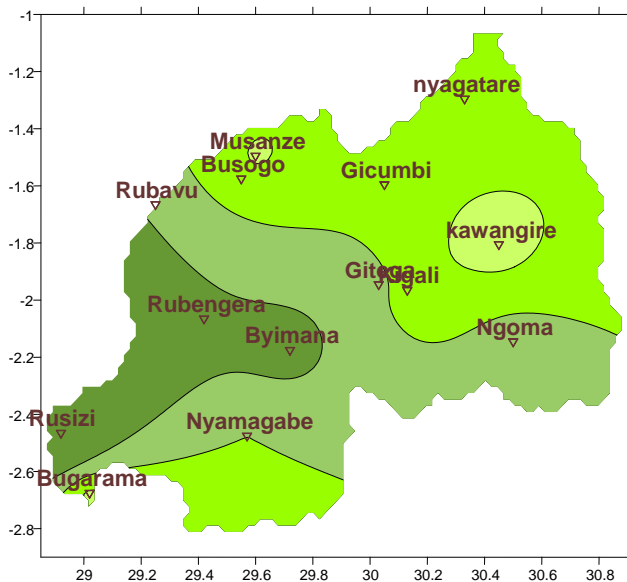 -1
-1.2
-1.4
-1.6
-1.8
-2
-2.2
-2.4
-2.6
-2.8
nyagatare
Musanze
Busogo
Gicumbi
Rubavu
kawangire
Gitega
Kigali
Rubengera
Ngoma
Byimana
Rusizi
Nyamagabe
Bugarama
29 29.2 29.4 29.6 29.8 30 30.2 30.4 30.6 30.8